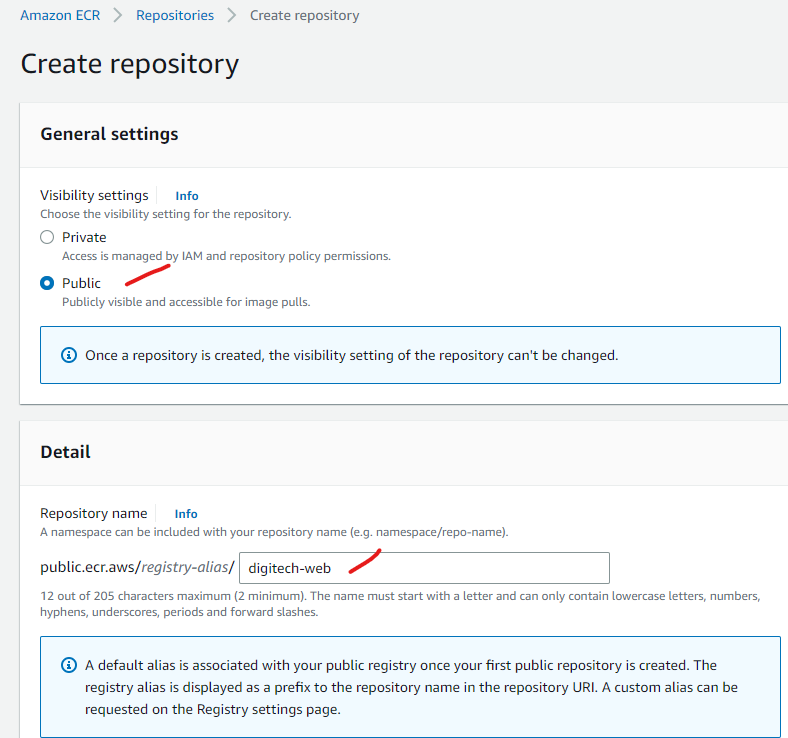 Amazon ECR > Repositories > Create repository
Create repository
General settings
Visibility settings Info
Choose the visibility setting for the repository.
Private
Access is managed by IAM and repository policy permissions.
Public
Publicly visible and accessible for image pulls.
Once a repository is created, the visibility setting of the repository can't be changed.
Detail
Repository name Info
A namespace can be included with your repository name (e.g. namespace/repo-name).
public.ecr.aws/registry-alias/ digitech-web
12 out of 205 characters maximum (2 minimum). The name must start with a letter and can only contain lowercase letters, numbers,
hyphens, underscores, periods and forward slashes.
A default alias is associated with your public registry once your first public repository is created. The
registry alias is displayed as a prefix to the repository name in the repository URI. A custom alias can be
requested on the Registry settings page.